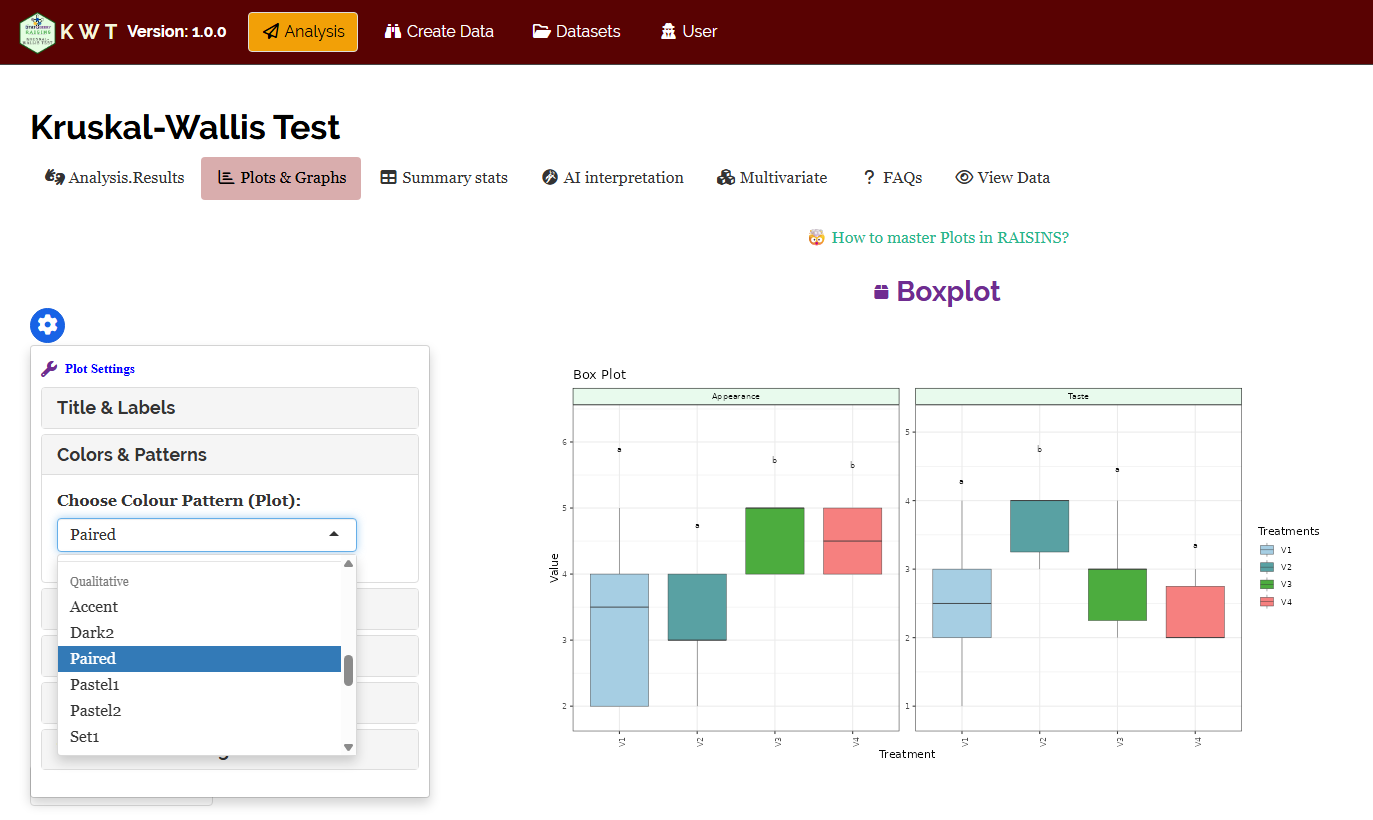 K W T Version: 1.0.0 Analysis Create Data Datasets User
Kruskal-Wallis Test
Analysis.Results Plots & Graphs Summary stats AI interpretation Multivariate FAQs View Data
How to master Plots in RAISINS?
Boxplot
Plot Settings
Title & Labels
Colors & Patterns
Choose Colour Pattern (Plot):
Paired
Qualitative
Accent
Dark2
Paired
Pastel1
Pastel2
Set1
Box Plot
Appearance
Taste
Value
6
5
4
3
2
a
a
b
b
V1
V2
V3
V4
5
4
3
2
1
a
b
a
a
V1
V2
V3
V4
Treatment
Treatments
V1
V2
V3
V4